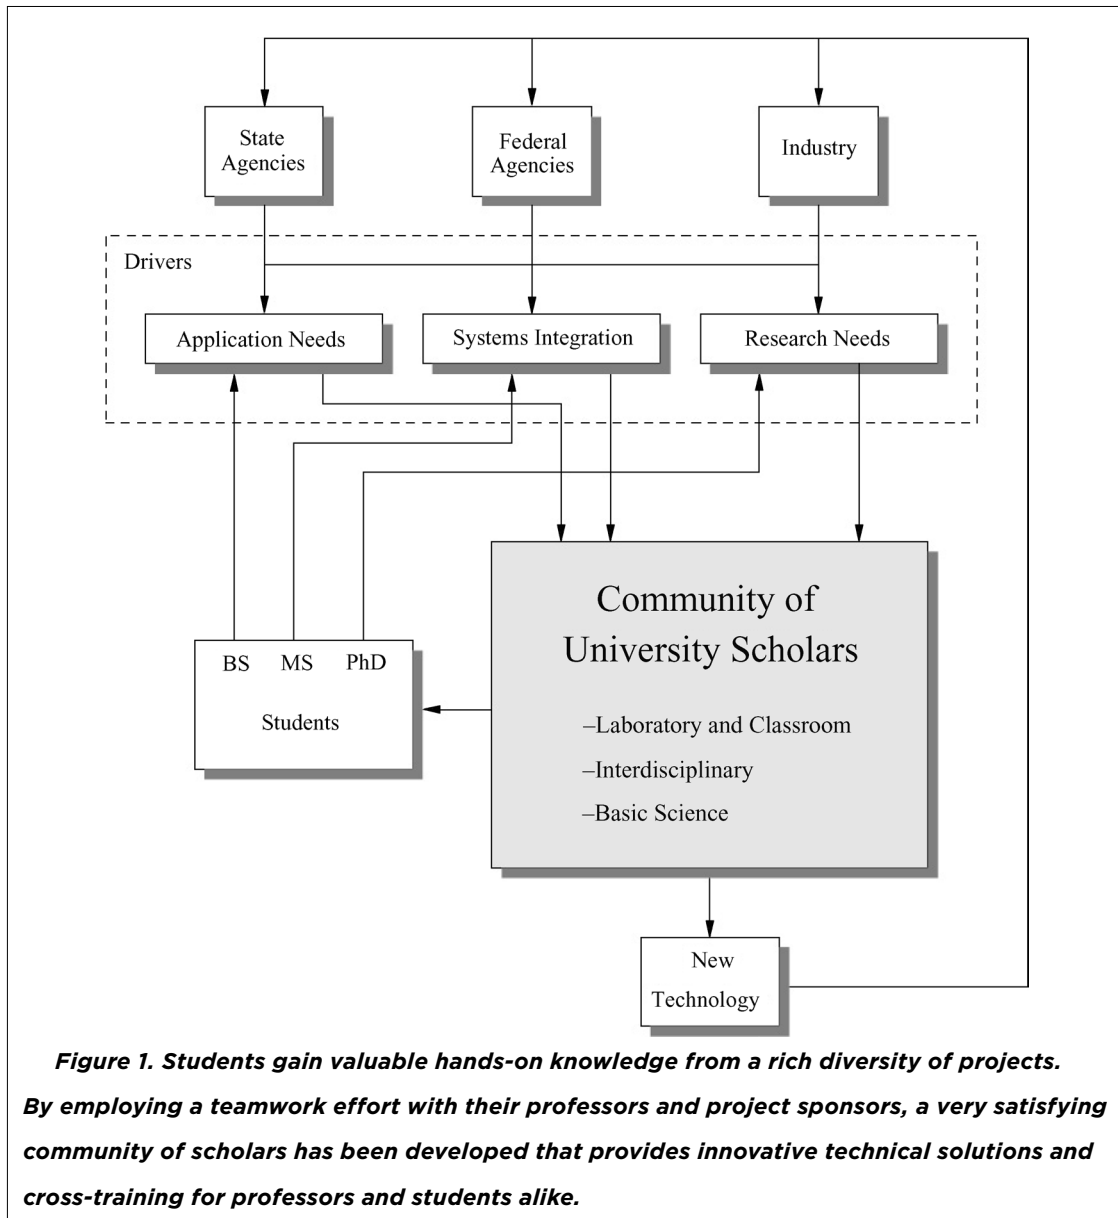 State
Agencies
Federal
Agencies
Industry
Drivers
Application Needs
Systems Integration
Research Needs
Community of
University Scholars
–Laboratory and Classroom
–Interdisciplinary
–Basic Science
BS MS PhD
Students
New
Technology
Figure 1. Students gain valuable hands-on knowledge from a rich diversity of projects.
By employing a teamwork effort with their professors and project sponsors, a very satisfying
community of scholars has been developed that provides innovative technical solutions and
cross-training for professors and students alike.